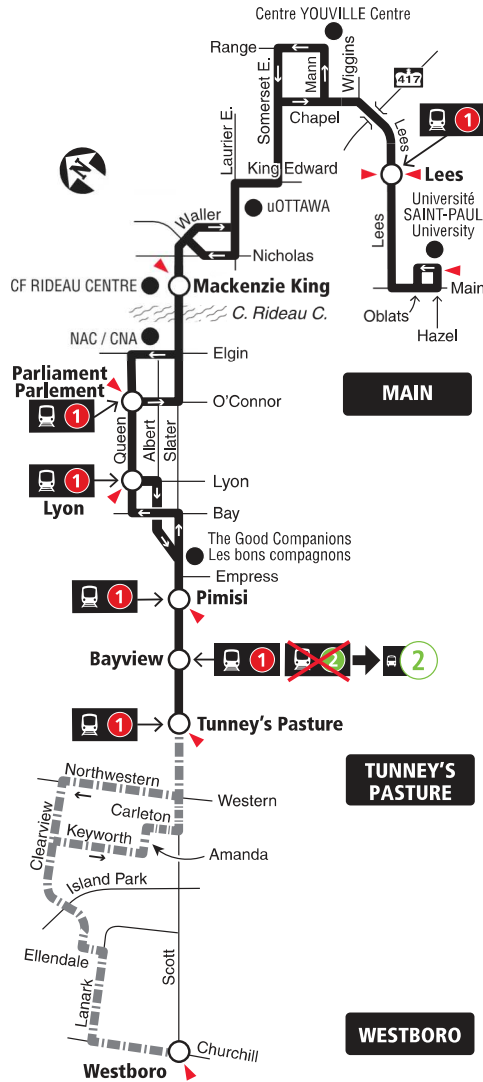 Centre YOUVILLE Centre
Range
Mann
Wiggins
417
Somerset E.
Chapel
Lees
1
Laurier E.
King Edward
Lees
Université
SAINT-PAUL
University
N
Waller
uOTTAWA
Lees
Nicholas
CF RIDEAU CENTRE
Mackenzie King
Main
Oblats
Hazel
C. Rideau C.
NAC / CNA
Elgin
Parliament
Parlement
1
O'Connor
MAIN
Queen
Albert
Slater
1
Lyon
Lyon
Bay
The Good Companions
Les bons compagnons
Empress
1
Pimisi
Bayview
1
2
2
1
Tunney's Pasture
TUNNEY'S
PASTURE
Northwestern
Western
Carleton
Clearview
Keyworth
Amanda
Island Park
Ellendale
Scott
Lanark
WESTBORO
Churchill
Westboro